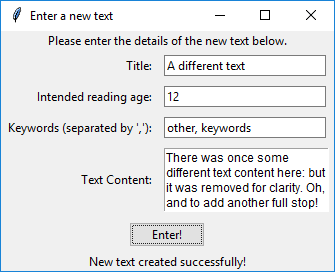 Enter a new text
Please enter the details of the new text below.
Title: A different text
Intended reading age: 12
Keywords (separated by ','): other, keywords
Text Content: There was once some
different text content here: but
it was removed for clarity. Oh,
and to add another full stop!
Enter!
New text created successfully!